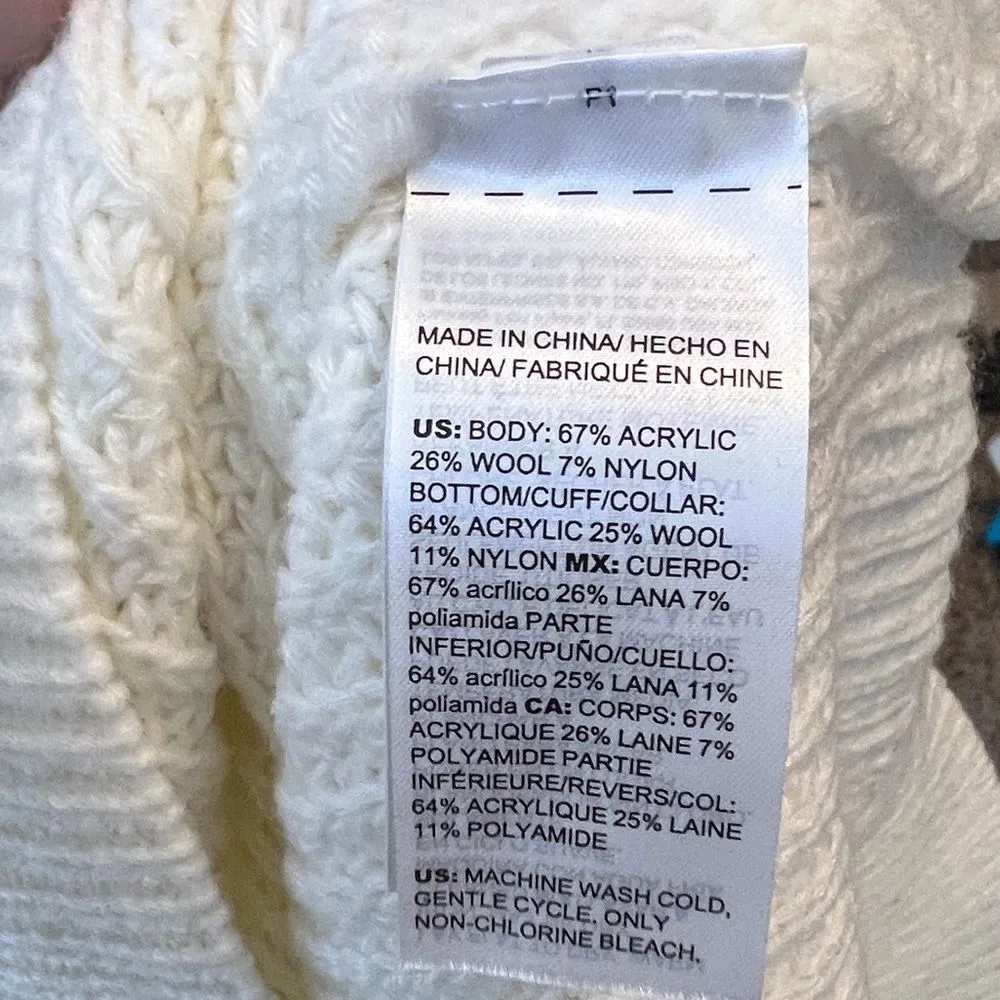 MADE IN CHINA/ HECHO EN
CHINA/ FABRIQUÉ EN CHINE
US: BODY: 67% ACRYLIC
26% WOOL 7% NYLON
BOTTOM/CUFF/COLLAR:
64% ACRYLIC 25% WOOL
11% NYLON MX: CUERPO:
67% acrílico 26% LANA 7%
poliamida PARTE
INFERIOR/PUÑO/CUELLO:
64% acrílico 25% LANA 11%
poliamida CA: CORPS: 67%
ACRYLIQUE 26% LAINE 7%
POLYAMIDE PARTIE
INFÉRIEURE/REVERS/COL:
64% ACRYLIQUE 25% LAINE
11% POLYAMIDE
US: MACHINE WASH COLD,
GENTLE CYCLE. ONLY
NON-CHLORINE BLEACH,